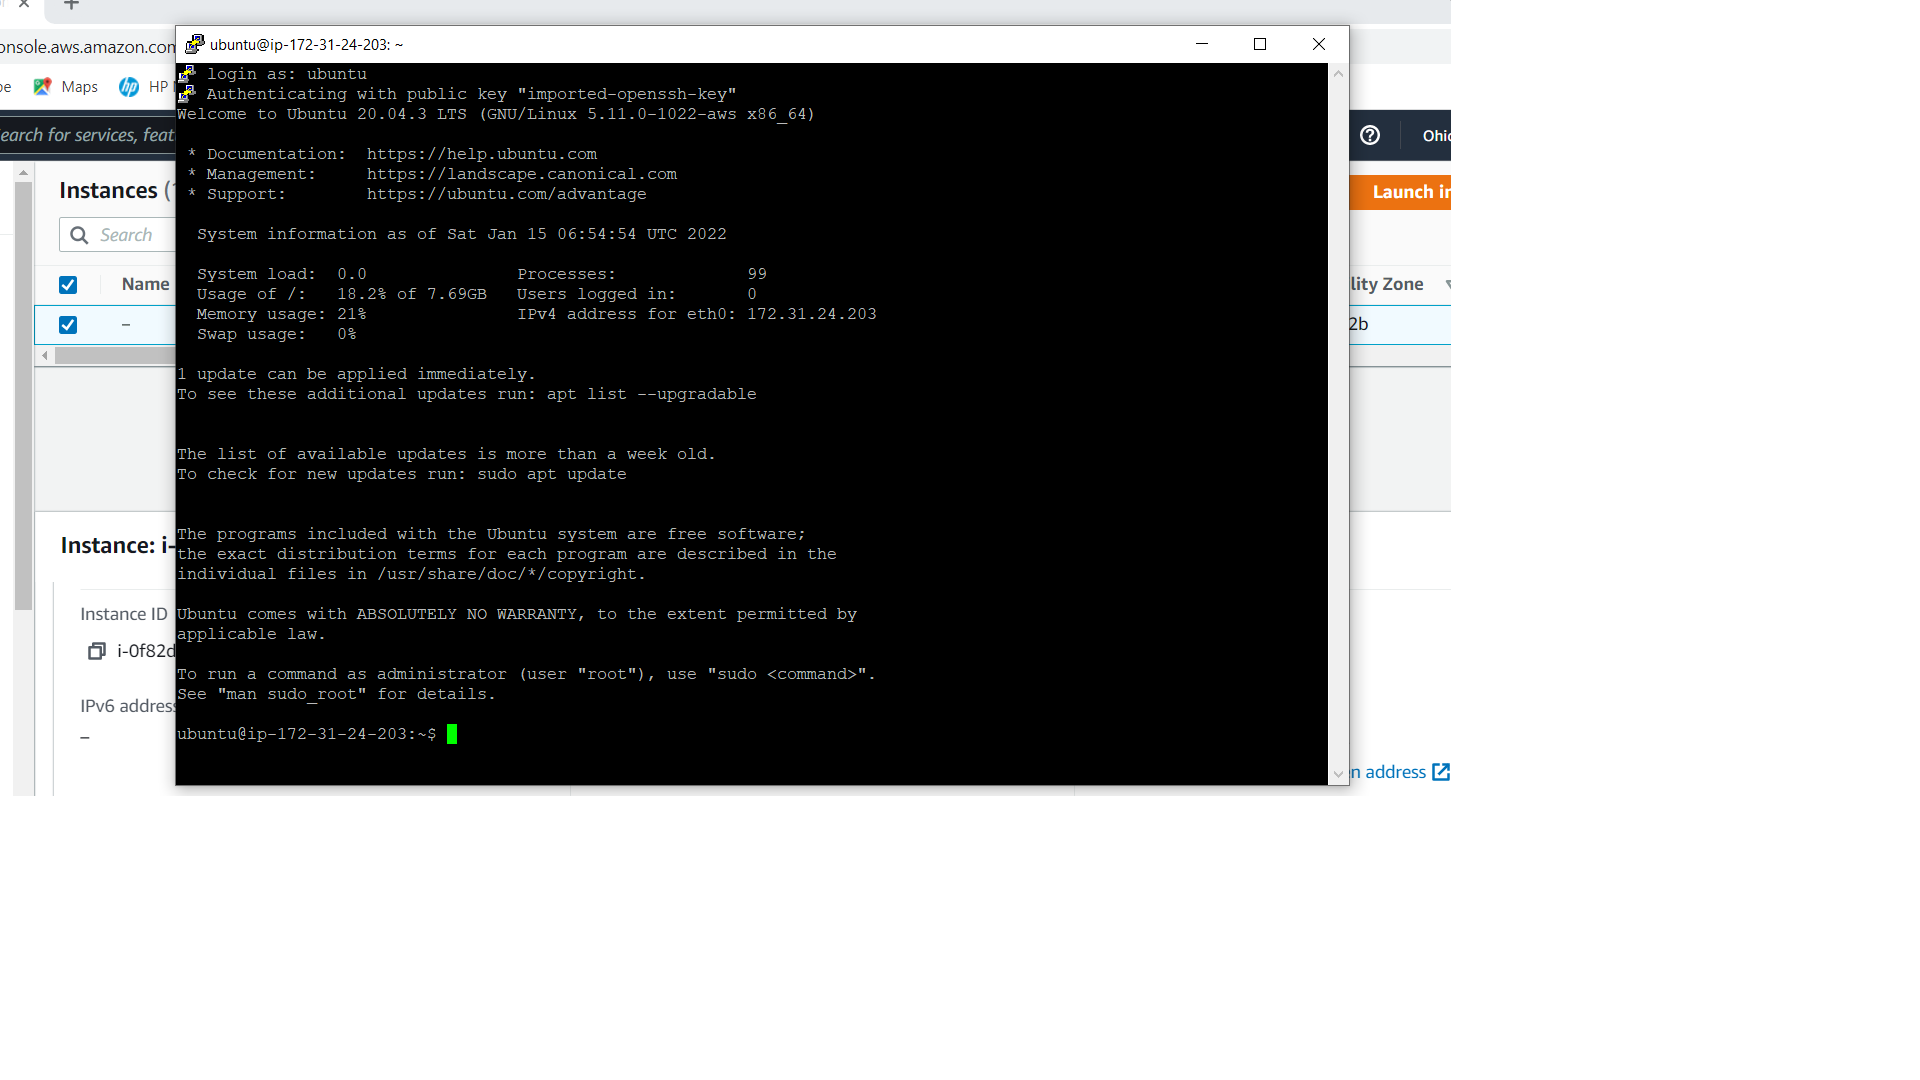 ubuntu@ip-172-31-24-203: ~
onsole.aws.amazon.com
Maps
HP
earch for services, feat
Instances (
Search
Name
Instance: i-
Instance ID
i-0f82d
IPv6 address
–
login as: ubuntu
Authenticating with public key "imported-openssh-key"
Welcome to Ubuntu 20.04.3 LTS (GNU/Linux 5.11.0-1022-aws x86_64)
* Documentation:  https://help.ubuntu.com
* Management:     https://landscape.canonical.com
* Support:        https://ubuntu.com/advantage
System information as of Sat Jan 15 06:54:54 UTC 2022
System load:  0.0               Processes:             99
Usage of /:   18.2% of 7.69GB   Users logged in:       0
Memory usage: 21%               IPv4 address for eth0: 172.31.24.203
Swap usage:   0%
1 update can be applied immediately.
To see these additional updates run: apt list --upgradable
The list of available updates is more than a week old.
To check for new updates run: sudo apt update
The programs included with the Ubuntu system are free software;
the exact distribution terms for each program are described in the
individual files in /usr/share/doc/*/copyright.
Ubuntu comes with ABSOLUTELY NO WARRANTY, to the extent permitted by
applicable law.
To run a command as administrator (user "root"), use "sudo <command>".
See "man sudo_root" for details.
ubuntu@ip-172-31-24-203:~$
Ohio
Launch in
lity Zone
2b
n address